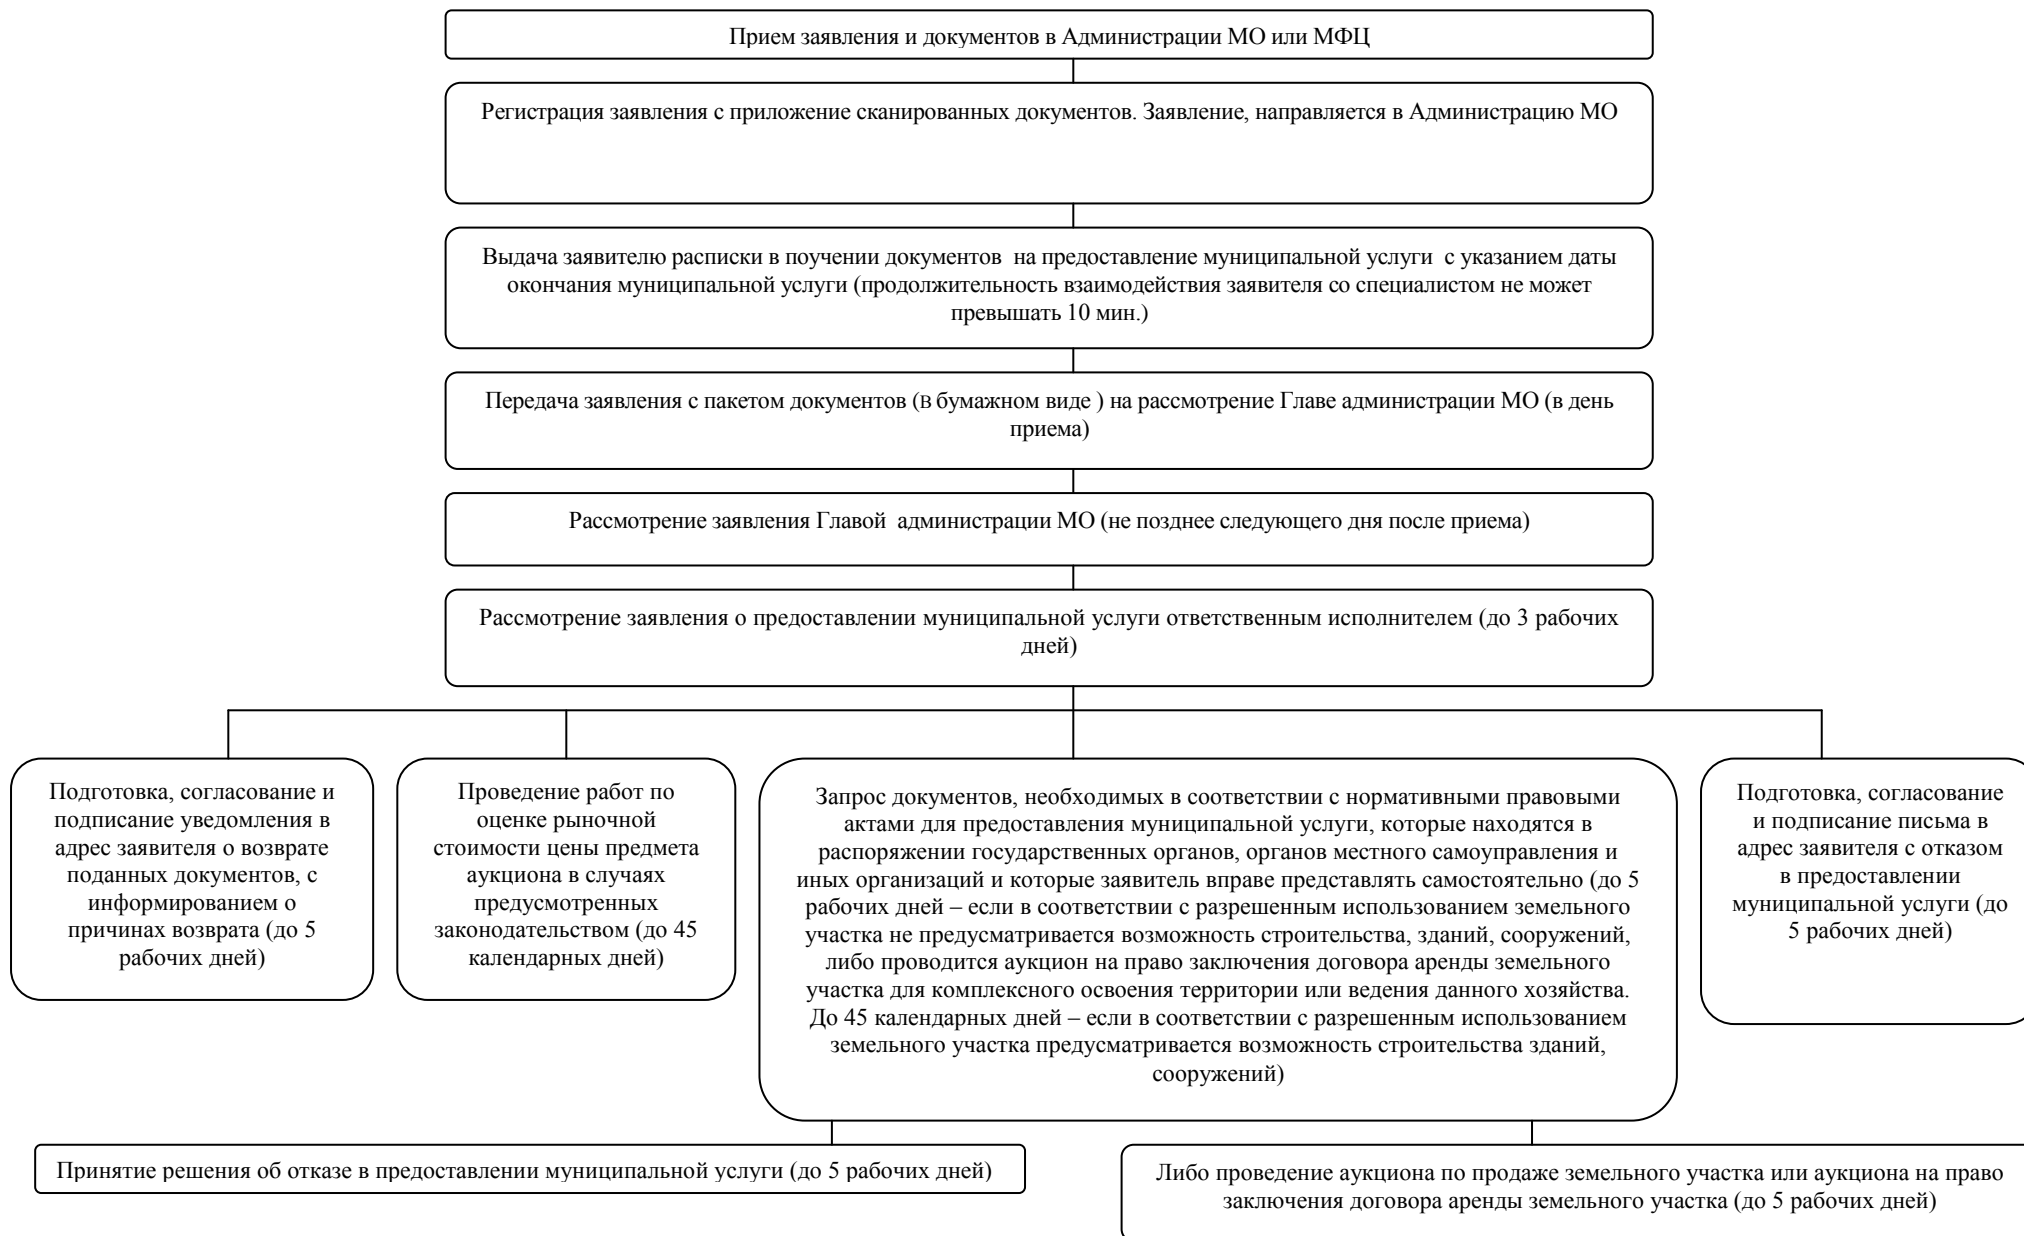 Прием заявления и документов в Администрации МО или МФЦ
Регистрация заявления с приложение сканированных документов. Заявление, направляется в Администрацию МО
Выдача заявителю расписки в поучении документов на предоставление муниципальной услуги с указанием даты
окончания муниципальной услуги (продолжительность взаимодействия заявителя со специалистом не может
превышать 10 мин.)
Передача заявления с пакетом документов (в бумажном виде ) на рассмотрение Главе администрации МО (в день
приема)
Рассмотрение заявления Главой администрации МО (не позднее следующего дня после приема)
Рассмотрение заявления о предоставлении муниципальной услуги ответственным исполнителем (до 3 рабочих
дней)
Подготовка, согласование и
подписание уведомления в
адрес заявителя о возврате
поданных документов, с
информированием о
причинах возврата (до 5
рабочих дней)
Проведение работ по
оценке рыночной
стоимости цены предмета
аукциона в случаях
предусмотренных
законодательством (до 45
календарных дней)
Запрос документов, необходимых в соответствии с нормативными правовыми
актами для предоставления муниципальной услуги, которые находятся в
распоряжении государственных органов, органов местного самоуправления и
иных организаций и которые заявитель вправе представлять самостоятельно (до 5
рабочих дней – если в соответствии с разрешенным использованием земельного
участка не предусматривается возможность строительства, зданий, сооружений,
либо проводится аукцион на право заключения договора аренды земельного
участка для комплексного освоения территории или ведения данного хозяйства.
До 45 календарных дней – если в соответствии с разрешенным использованием
земельного участка предусматривается возможность строительства зданий,
сооружений)
Подготовка, согласование
и подписание письма в
адрес заявителя с отказом
в предоставлении
муниципальной услуги (до
5 рабочих дней)
Принятие решения об отказе в предоставлении муниципальной услуги (до 5 рабочих дней)
Либо проведение аукциона по продаже земельного участка или аукциона на право
заключения договора аренды земельного участка (до 5 рабочих дней)